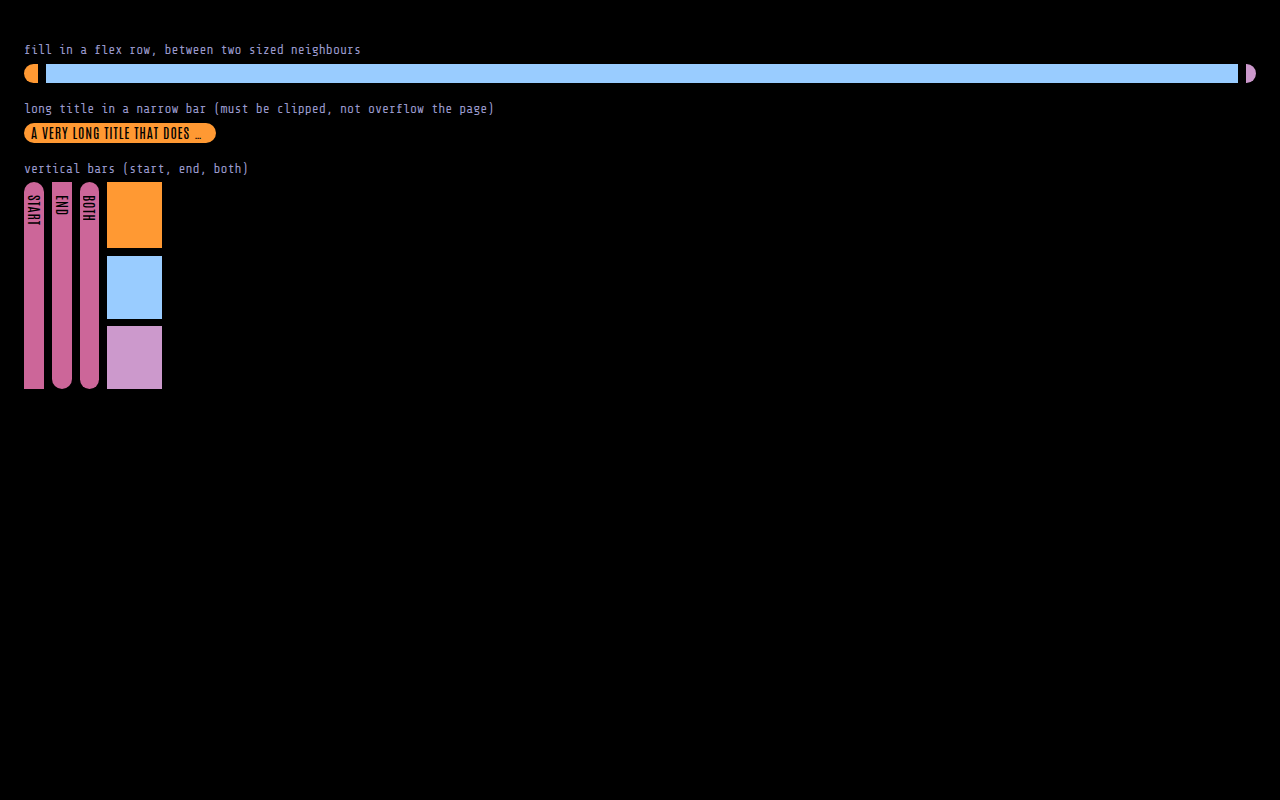 fill in a flex row, between two sized neighbours
long title in a narrow bar (must be clipped, not overflow the page)
A VERY LONG TITLE THAT DOES …
vertical bars (start, end, both)
START
END
BOTH